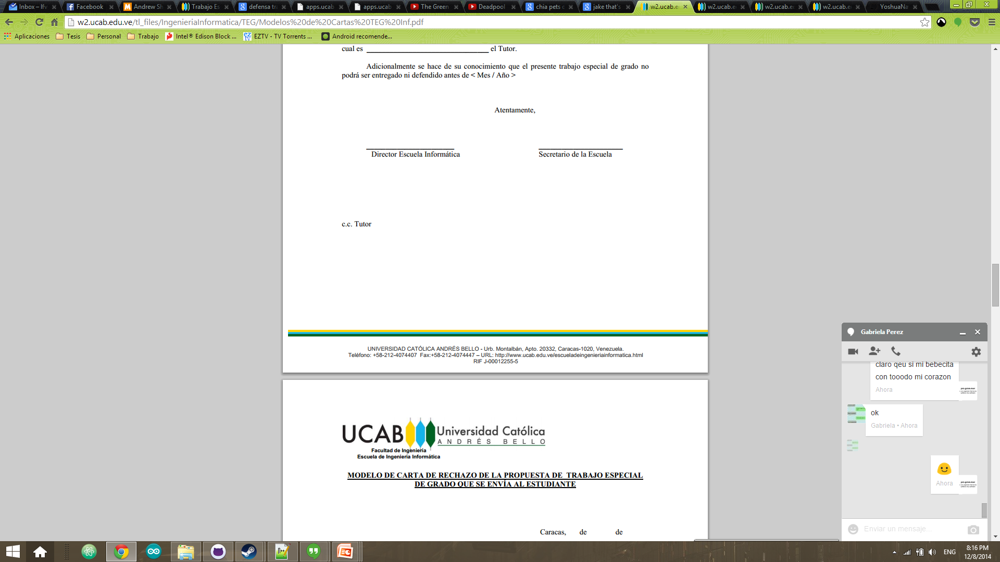 Inbox – lfv
Facebook
Andrew Sh
Trabajo Es
defensa tra
apps.ucab
apps.ucab
The Green
Deadpool
chia pets c
jake that's
w2.ucab.e
w2.ucab.e
w2.ucab.e
w2.ucab.e
YoshuaNa
w2.ucab.edu.ve/tl_files/IngenieriaInformatica/TEG/Modelos%20de%20Cartas%20TEG%20Inf.pdf
Aplicaciones
Tesis
Personal
Trabajo
Intel® Edison Block ...
EZTV - TV Torrents ...
Android recomende...
cual es ________________________________ el Tutor.
Adicionalmente se hace de su conocimiento que el presente trabajo especial de grado no
podrá ser entregado ni defendido antes de < Mes / Año >
Atentamente,
Director Escuela Informática
Secretario de la Escuela
c.c. Tutor
UNIVERSIDAD CATÓLICA ANDRÉS BELLO - Urb. Montalbán, Apto. 20332, Caracas-1020, Venezuela.
Teléfono: +58-212-4074407 Fax:+58-212-4074447 – URL: http://www.ucab.edu.ve/escueladeingenieriainformatica.html
RIF J-00012255-5
UCAB Universidad Católica
ANDRÉS BELLO
Facultad de Ingeniería
Escuela de Ingeniería Informática
MODELO DE CARTA DE RECHAZO DE LA PROPUESTA DE TRABAJO ESPECIAL
DE GRADO QUE SE ENVÍA AL ESTUDIANTE
Caracas, de de
Gabriela Perez
claro qeu si mi bebecita
con tooodo mi corazon
Ahora
ok
Gabriela • Ahora
Ahora
Enviar un mensaje...
ENG
8:16 PM
12/8/2014